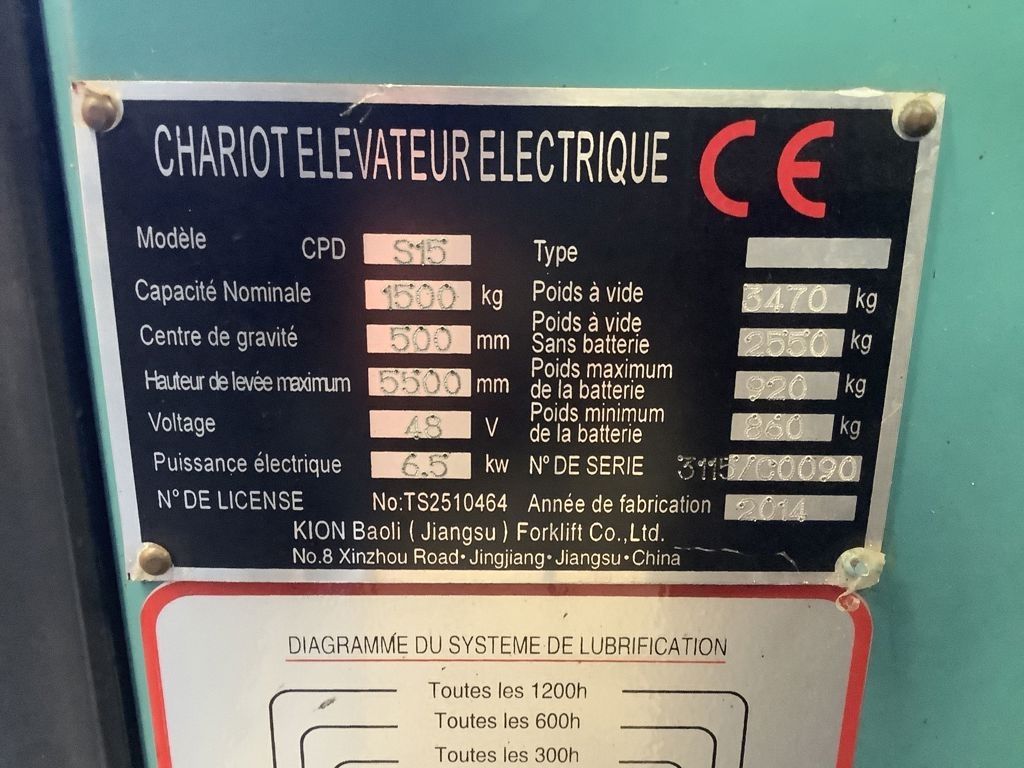 CHARIOT ELEVATEUR ELECTRIQUE CE
Modèle CPD S15 Type
Capacité Nominale 1500 kg Poids à vide 3470 kg
Centre de gravité 500 mm Poids à vide Sans batterie 2550 kg
Hauteur de levée maximum 5500 mm Poids maximum de la batterie 920 kg
Voltage 48 V Poids minimum de la batterie 860 kg
Puissance électrique 6.5 kw N° DE SERIE 3115/C0090
N° DE LICENSE No:TS2510464 Année de fabrication 2014
KION Baoli ( Jiangsu ) Forklift Co.,Ltd.
No.8 Xinzhou Road·Jingjiang·Jiangsu·China
DIAGRAMME DU SYSTEME DE LUBRIFICATION
Toutes les 1200h
Toutes les 600h
Toutes les 300h